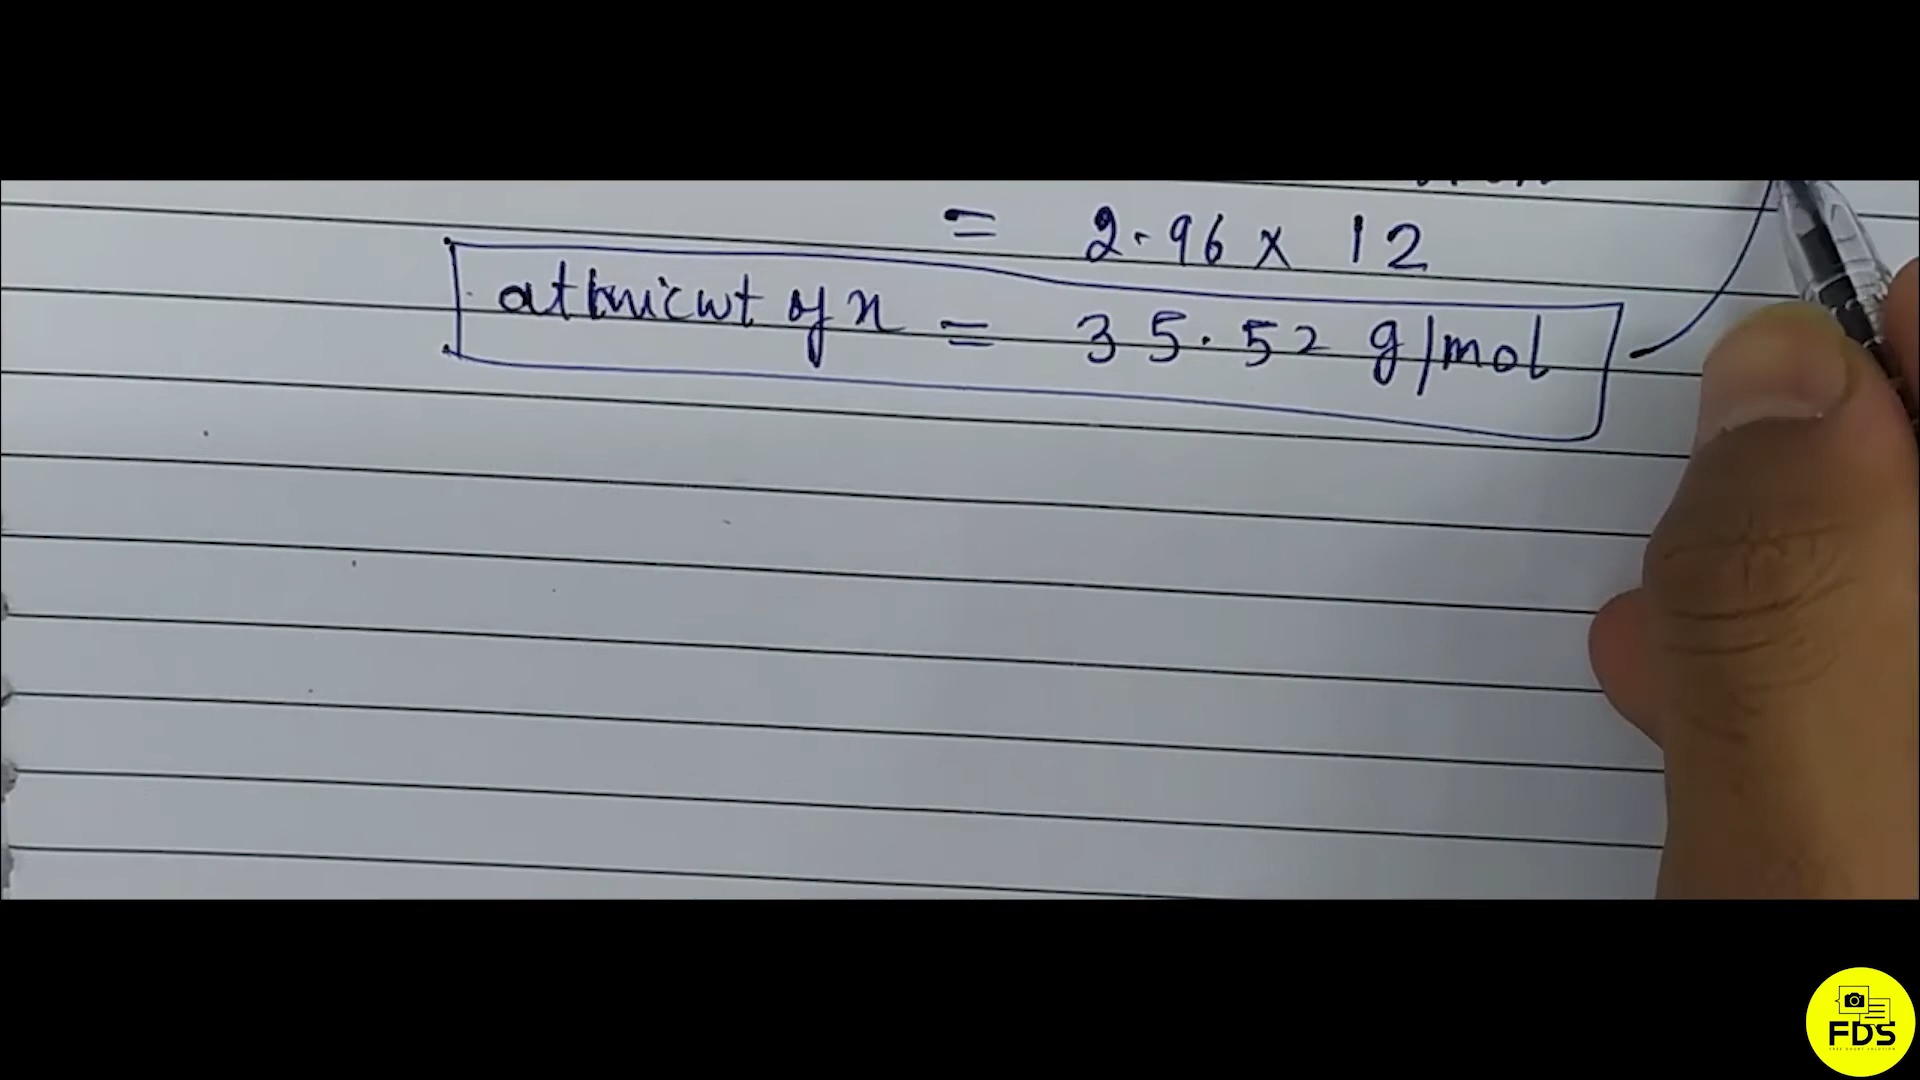 = 2.96 x 12
atomic wt of x = 35.52 g/mol
FDS